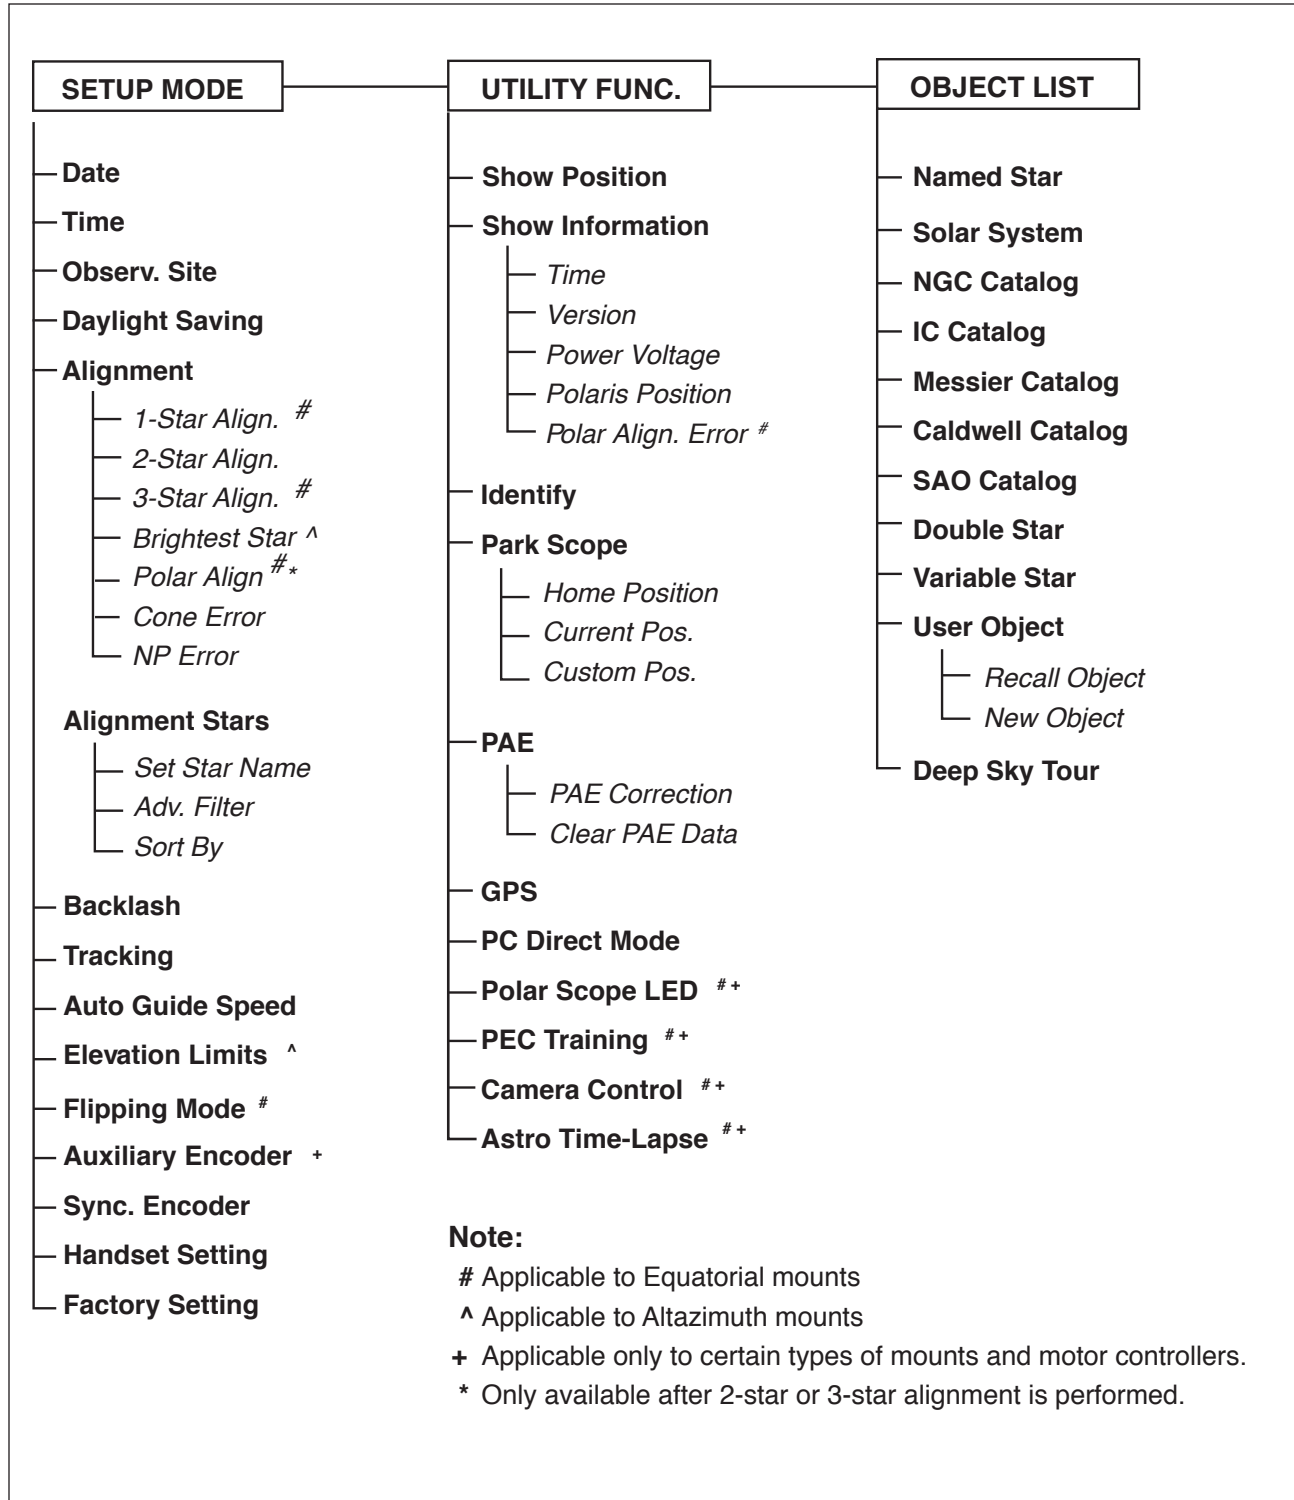 SETUP MODE
Date
Time
Observ. Site
Daylight Saving
Alignment
1-Star Align. #
2-Star Align.
3-Star Align. #
Brightest Star ^
Polar Align #*
Cone Error
NP Error
Alignment Stars
Set Star Name
Adv. Filter
Sort By
Backlash
Tracking
Auto Guide Speed
Elevation Limits ^
Flipping Mode #
Auxiliary Encoder +
Sync. Encoder
Handset Setting
Factory Setting
UTILITY FUNC.
Show Position
Show Information
Time
Version
Power Voltage
Polaris Position
Polar Align. Error #
Identify
Park Scope
Home Position
Current Pos.
Custom Pos.
PAE
PAE Correction
Clear PAE Data
GPS
PC Direct Mode
Polar Scope LED # +
PEC Training # +
Camera Control # +
Astro Time-Lapse # +
OBJECT LIST
Named Star
Solar System
NGC Catalog
IC Catalog
Messier Catalog
Caldwell Catalog
SAO Catalog
Double Star
Variable Star
User Object
Recall Object
New Object
Deep Sky Tour
Note:
# Applicable to Equatorial mounts
^ Applicable to Altazimuth mounts
+ Applicable only to certain types of mounts and motor controllers.
* Only available after 2-star or 3-star alignment is performed.